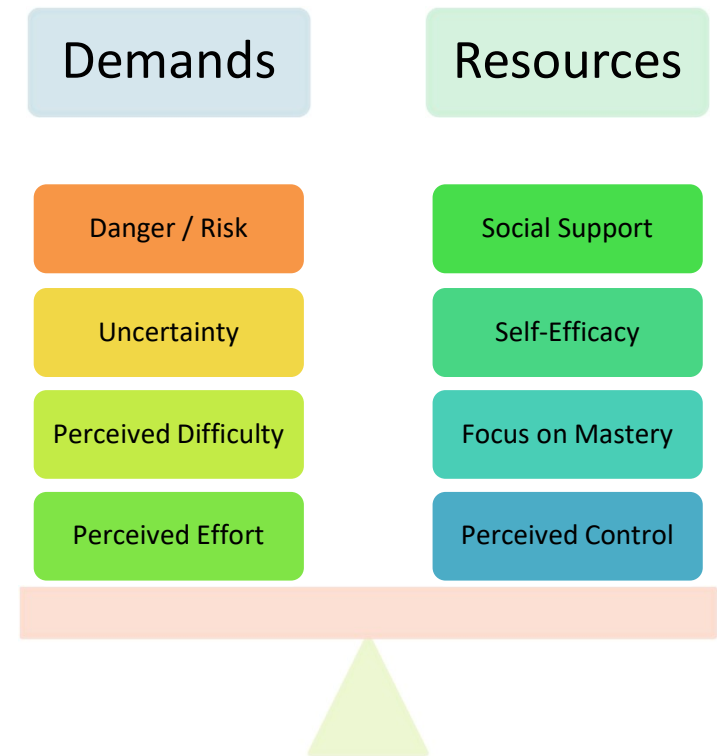 Demands
Resources
Danger / Risk
Social Support
Uncertainty
Self-Efficacy
Perceived Difficulty
Focus on Mastery
Perceived Effort
Perceived Control